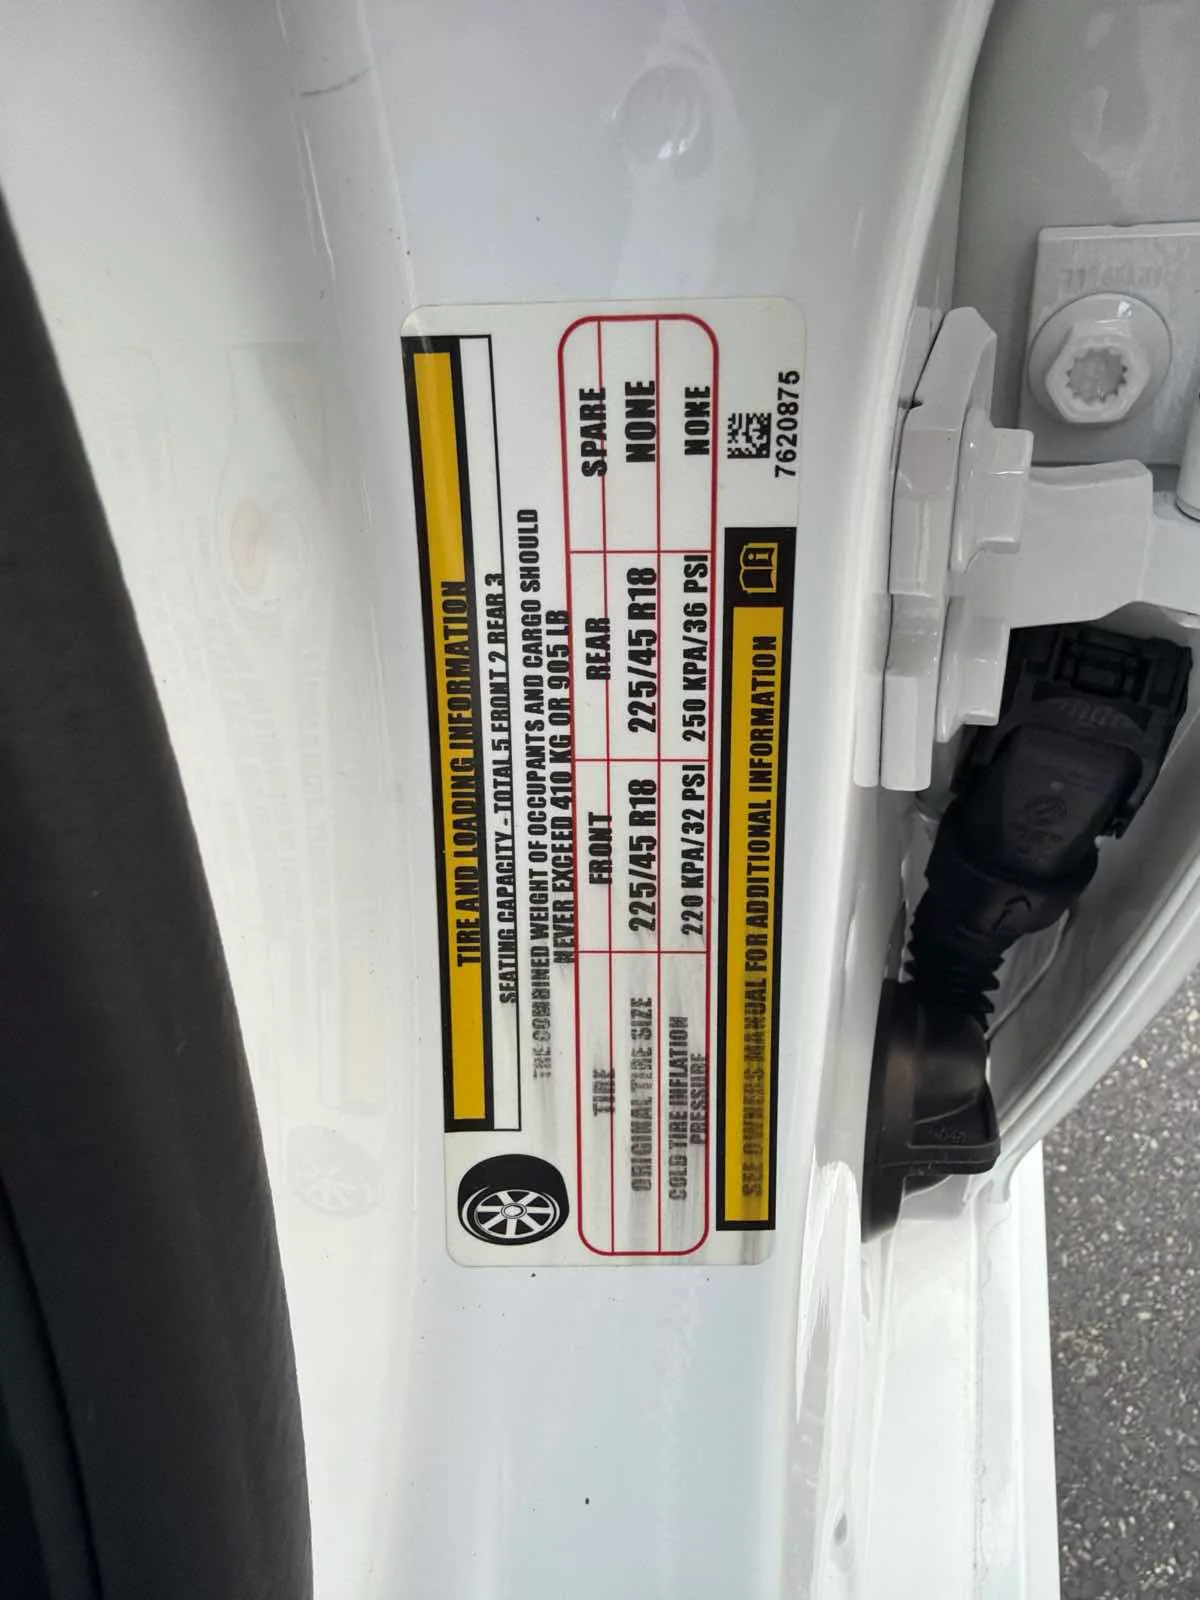 TIRE AND LOADING INFORMATION
SEATING CAPACITY - TOTAL 5 FRONT 2 REAR 3
THE COMBINED WEIGHT OF OCCUPANTS AND CARGO SHOULD
NEVER EXCEED 410 KG OR 905 LB
TIRE FRONT REAR SPARE
ORIGINAL TIRE SIZE 225/45 R18 225/45 R18 NONE
COLD TIRE INFLATION
PRESSURE 220 KPA/32 PSI 250 KPA/36 PSI NONE
SEE OWNERS MANUAL FOR ADDITIONAL INFORMATION
7620875